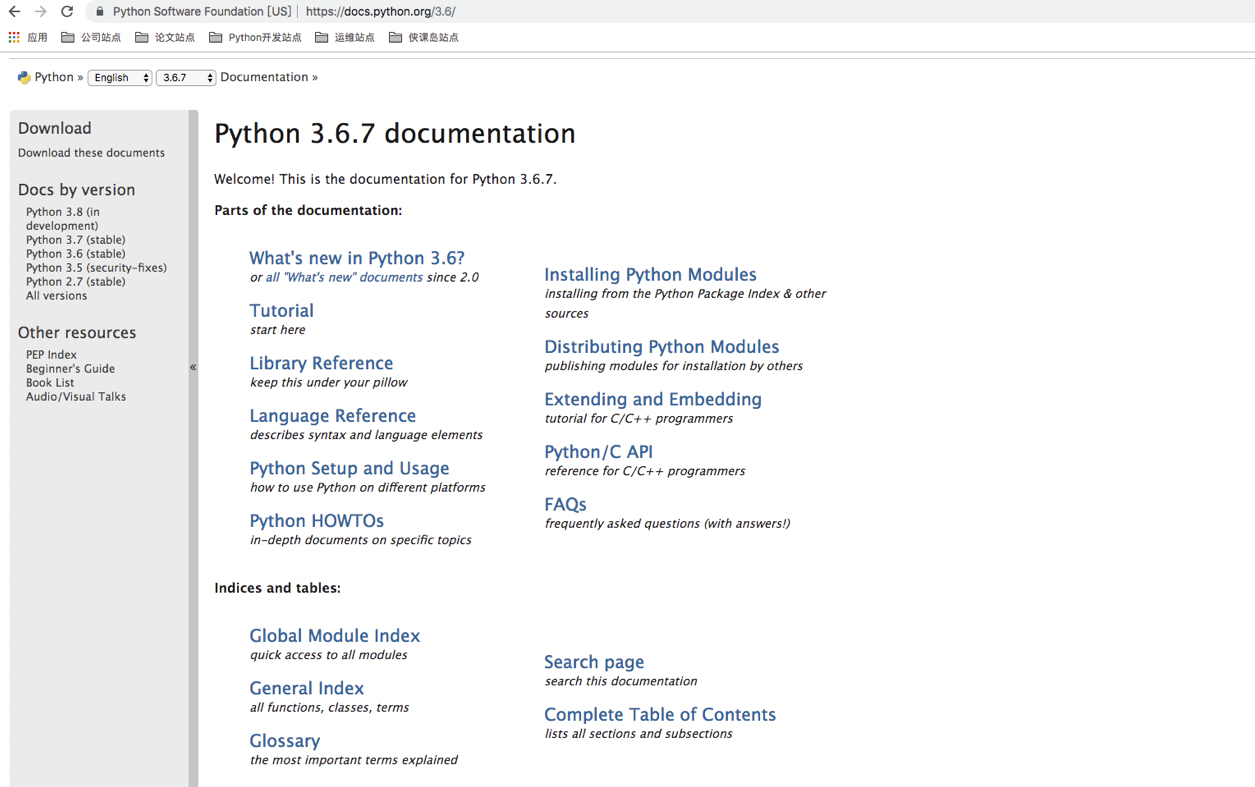 Python Software Foundation [US] | https://docs.python.org/3.6/
应用 公司站点 论文站点 Python开发站点 运维站点 侠课岛站点
Python » English 3.6.7 Documentation »
Download
Download these documents
Docs by version
Python 3.8 (in
development)
Python 3.7 (stable)
Python 3.6 (stable)
Python 3.5 (security-fixes)
Python 2.7 (stable)
All versions
Other resources
PEP Index
Beginner's Guide
Book List
Audio/Visual Talks
«
Python 3.6.7 documentation
Welcome! This is the documentation for Python 3.6.7.
Parts of the documentation:
What's new in Python 3.6?
or all "What's new" documents since 2.0
Tutorial
start here
Library Reference
keep this under your pillow
Language Reference
describes syntax and language elements
Python Setup and Usage
how to use Python on different platforms
Python HOWTOs
in-depth documents on specific topics
Installing Python Modules
installing from the Python Package Index & other
sources
Distributing Python Modules
publishing modules for installation by others
Extending and Embedding
tutorial for C/C++ programmers
Python/C API
reference for C/C++ programmers
FAQs
frequently asked questions (with answers!)
Indices and tables:
Global Module Index
quick access to all modules
General Index
all functions, classes, terms
Glossary
the most important terms explained
Search page
search this documentation
Complete Table of Contents
lists all sections and subsections